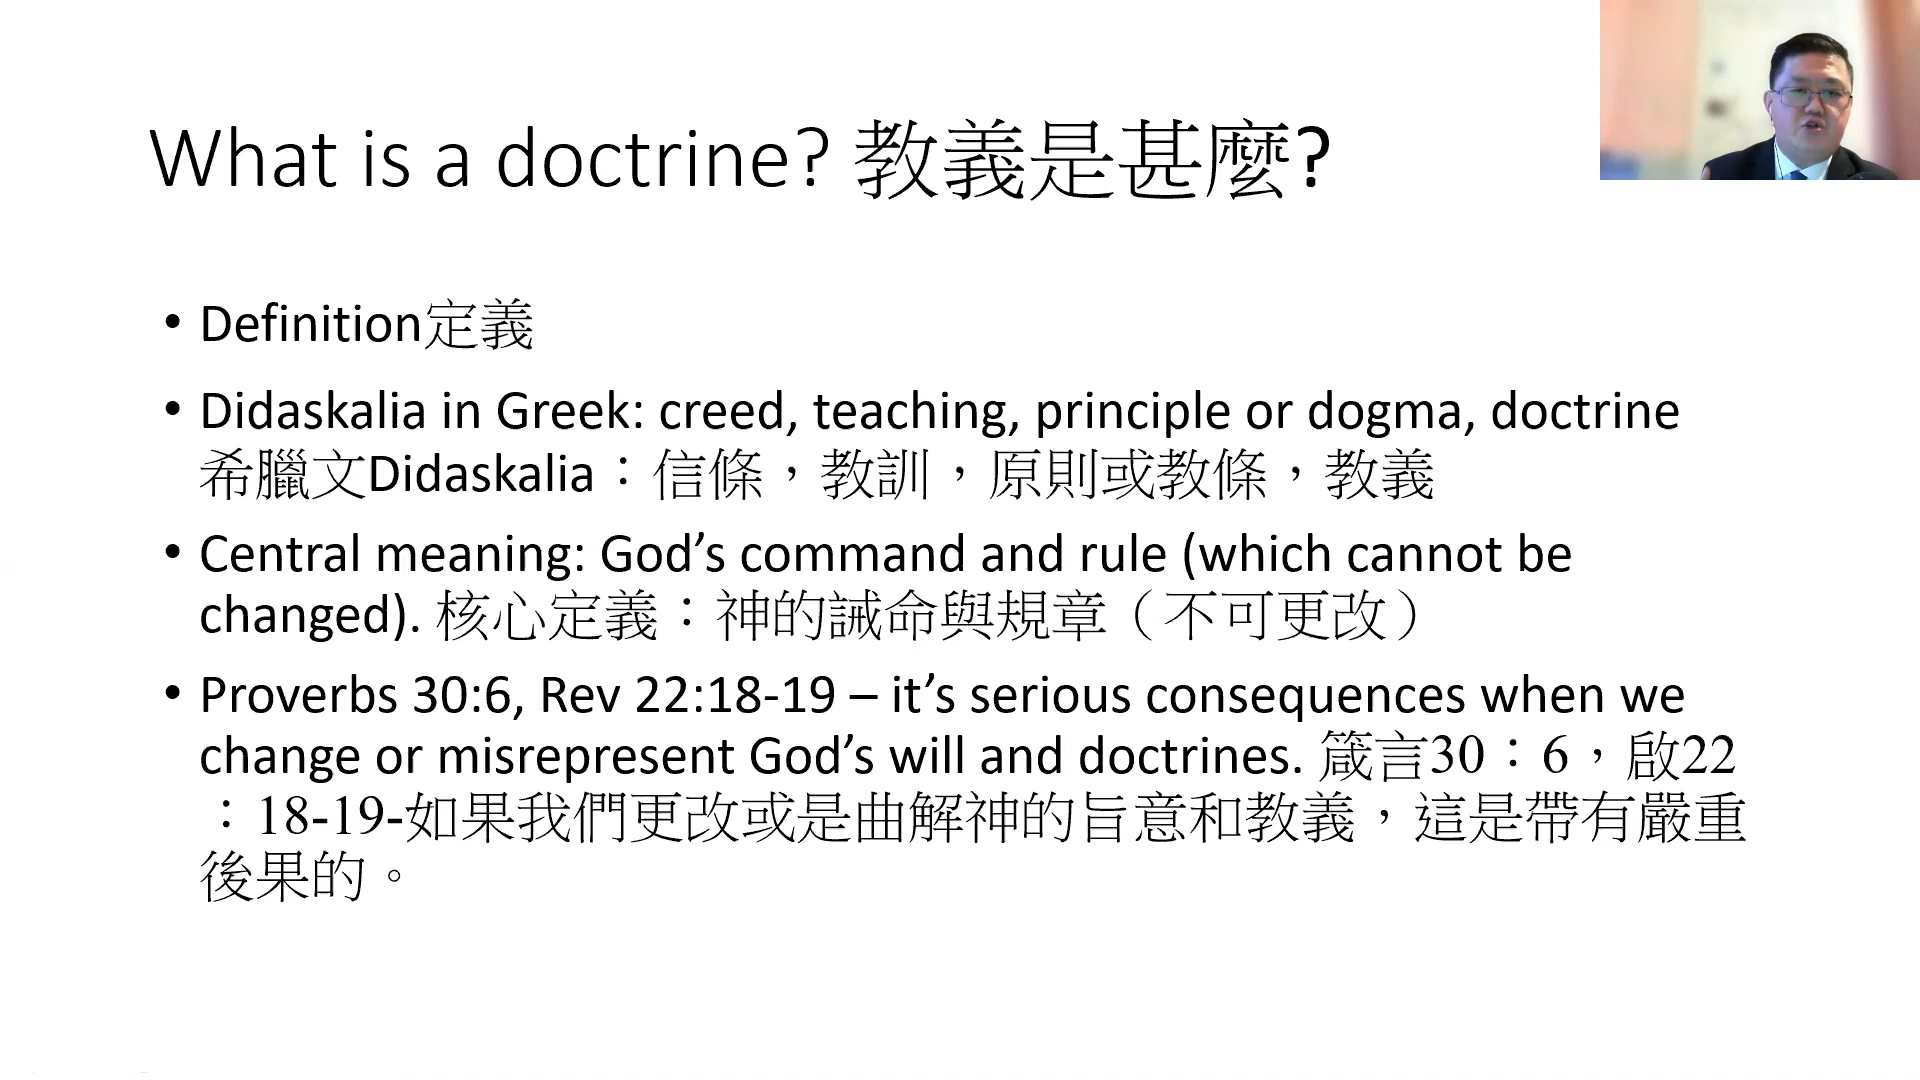 What is a doctrine? 教義是甚麼?
• Definition定義
• Didaskalia in Greek: creed, teaching, principle or dogma, doctrine
希臘文Didaskalia：信條，教訓，原則或教條，教義
• Central meaning: God’s command and rule (which cannot be
changed). 核心定義：神的誡命與規章（不可更改）
• Proverbs 30:6, Rev 22:18-19 – it’s serious consequences when we
change or misrepresent God’s will and doctrines. 箴言30：6，啟22
：18-19-如果我們更改或是曲解神的旨意和教義，這是帶有嚴重
後果的。